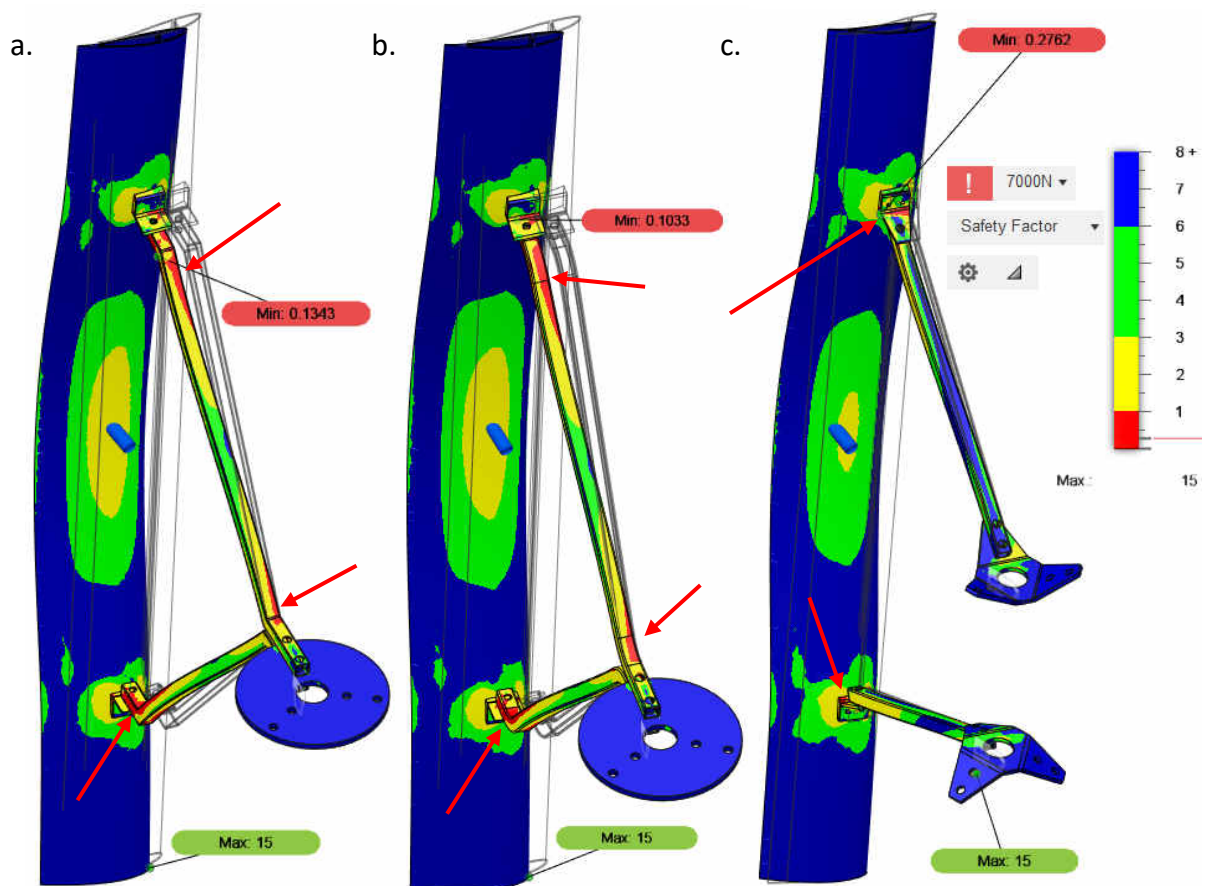 a.
b.
c.
Min: 0.2762
Min: 0.1343
Min: 0.1033
! 7000N
Safety Factor
8 +
7
6
5
4
3
2
1
Max: 15
Max: 15
Max: 15
Max: 15